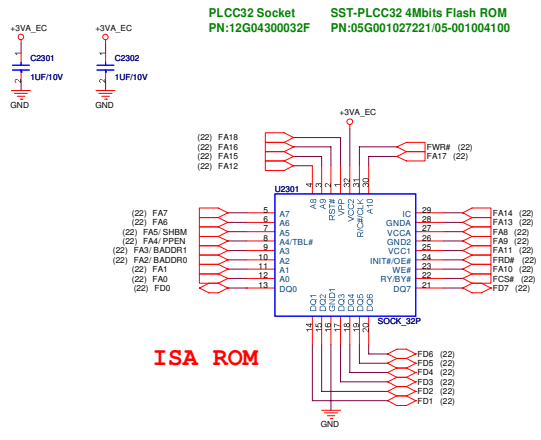 PLCC32 Socket
PN:12G04300032F
SST-PLCC32 4Mbits Flash ROM
PN:05G001027221/05-001004100
+3VA_EC
1
C2301
1UF/10V
2
GND
+3VA_EC
1
C2302
1UF/10V
2
GND
+3VA_EC
(22) FA18
(22) FA16
(22) FA15
(22) FA12
FWR# (22)
FA17 (22)
4 3 2 1 32 31 30
U2301
A8 A9 RST# VPP VCC2 R/C#/CLK A10
(22) FA7 5 A7
(22) FA6 6 A6
(22) FA5/ SHBM 7 A5
(22) FA4/ PPEN 8 A4/TBL#
(22) FA3/ BADDR1 9 A3
(22) FA2/ BADDR0 10 A2
(22) FA1 11 A1
(22) FA0 12 A0
(22) FD0 13 DQ0
IC 29 FA14 (22)
GNDA 28 FA13 (22)
VCCA 27 FA8 (22)
GND2 26 FA9 (22)
VCC1 25 FA11 (22)
INIT#/OE# 24 FRD# (22)
WE# 23 FA10 (22)
RY/BY# 22 FCS# (22)
DQ7 21 FD7 (22)
DQ1 DQ2 GND1 DQ3 DQ4 DQ5 DQ6
SOCK_32P
14 15 16 17 18 19 20
ISA ROM
FD6 (22)
FD5 (22)
FD4 (22)
FD3 (22)
FD2 (22)
FD1 (22)
GND